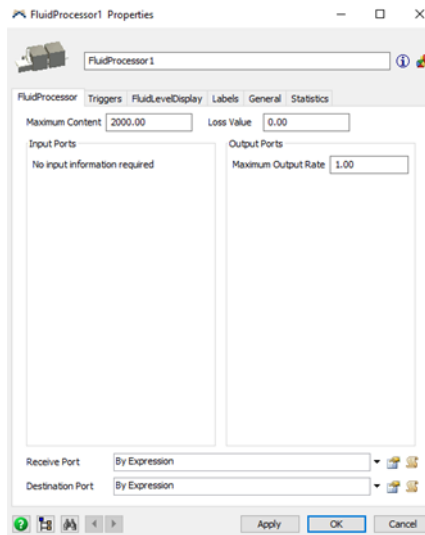 FluidProcessor1 Properties
FluidProcessor1
FluidProcessor Triggers FluidLevelDisplay Labels General Statistics
Maximum Content 2000.00 Loss Value 0.00
Input Ports Output Ports
No input information required Maximum Output Rate 1.00
Receive Port By Expression
Destination Port By Expression
Apply OK Cancel